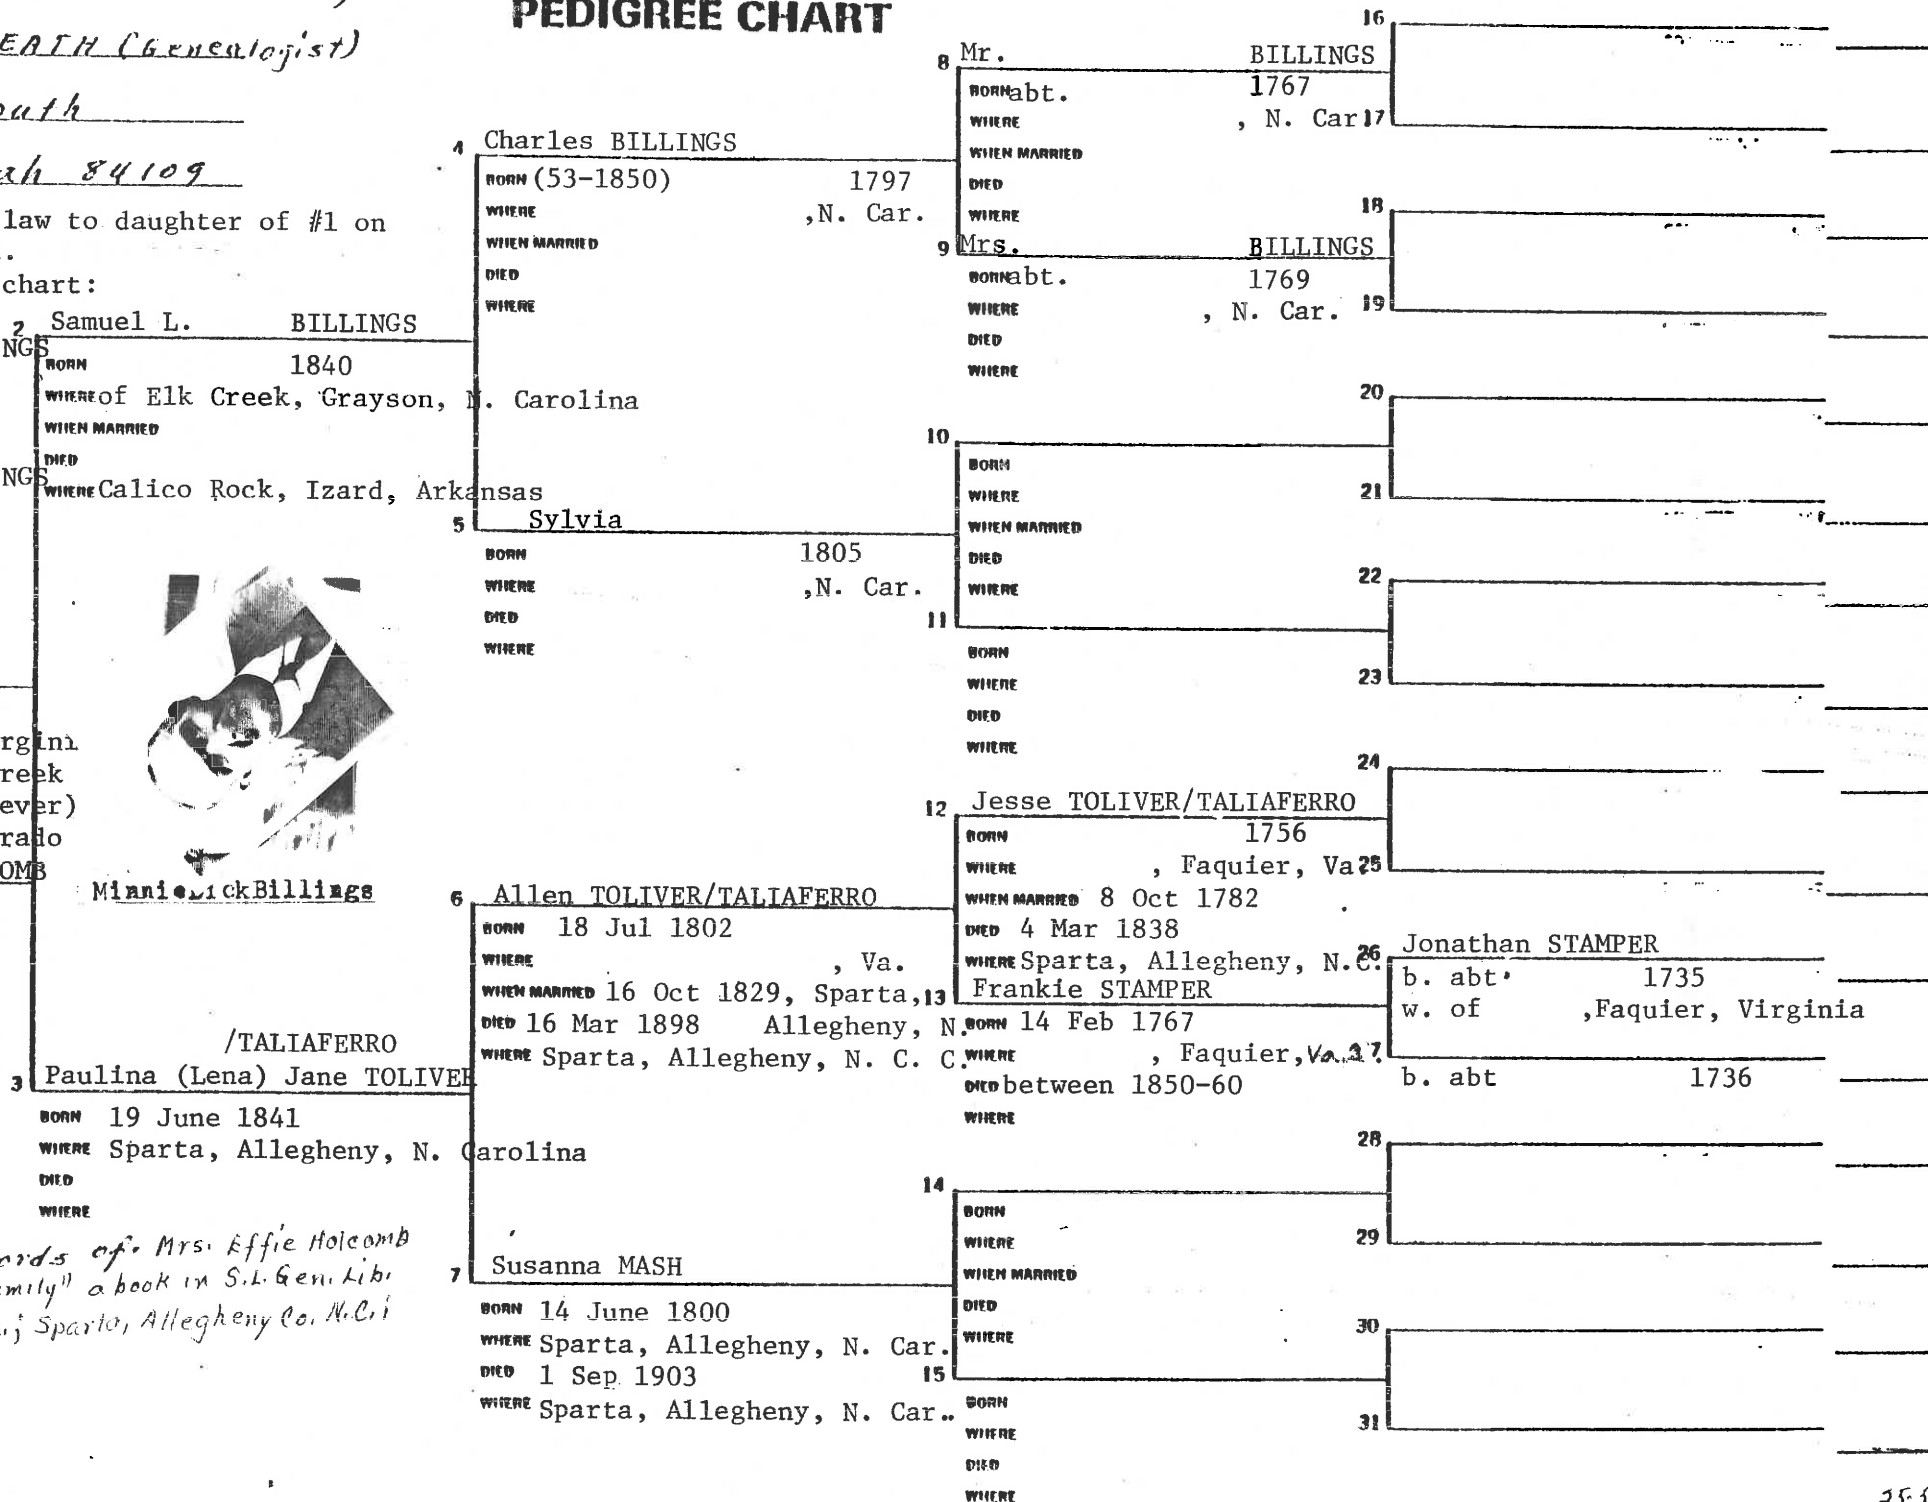 PEDIGREE CHART
EATH (Genealogist)
outh
ah 84109
law to daughter of #1 on
.
chart:
2 Samuel L. BILLINGS
NGS
BORN 1840
WHERE of Elk Creek, Grayson, N. Carolina
WHEN MARRIED
DIED
NGS
WHERE Calico Rock, Izard, Arkansas
rgini
reek
ever)
rado
OMB
Billings
/TALIAFERRO
3 Paulina (Lena) Jane TOLIVER
BORN 19 June 1841
WHERE Sparta, Allegheny, N. Carolina
DIED
WHERE
ords of. Mrs. Effie Holcomb
mily" a book in S.L. Gen. Lib.
.; Sparta, Allegheny Co. N.C.;
4 Charles BILLINGS
BORN (53-1850) 1797
WHERE ,N. Car.
WHEN MARRIED
DIED
WHERE
5 Sylvia
BORN 1805
WHERE ,N. Car.
DIED
WHERE
6 Allen TOLIVER/TALIAFERRO
BORN 18 Jul 1802
WHERE , Va.
WHEN MARRIED 16 Oct 1829, Sparta,
DIED 16 Mar 1898 Allegheny, N.
WHERE Sparta, Allegheny, N. C. C.
7 Susanna MASH
BORN 14 June 1800
WHERE Sparta, Allegheny, N. Car.
DIED 1 Sep 1903
WHERE Sparta, Allegheny, N. Car..
8 Mr. BILLINGS
BORN abt. 1767
WHERE , N. Car
WHEN MARRIED
DIED
WHERE
9 Mrs. BILLINGS
BORN abt. 1769
WHERE , N. Car.
DIED
WHERE
10
BORN
WHERE
WHEN MARRIED
DIED
WHERE
11
BORN
WHERE
DIED
WHERE
12 Jesse TOLIVER/TALIAFERRO
BORN 1756
WHERE , Faquier, Va
WHEN MARRIED 8 Oct 1782
DIED 4 Mar 1838
WHERE Sparta, Allegheny, N.C.
13 Frankie STAMPER
BORN 14 Feb 1767
WHERE , Faquier, Va.
DIED between 1850-60
WHERE
14
BORN
WHERE
WHEN MARRIED
DIED
WHERE
15
BORN
WHERE
DIED
WHERE
16
17
18
19
20
21
22
23
24
25
26 Jonathan STAMPER
b. abt. 1735
w. of ,Faquier, Virginia
27
b. abt 1736
28
29
30
31